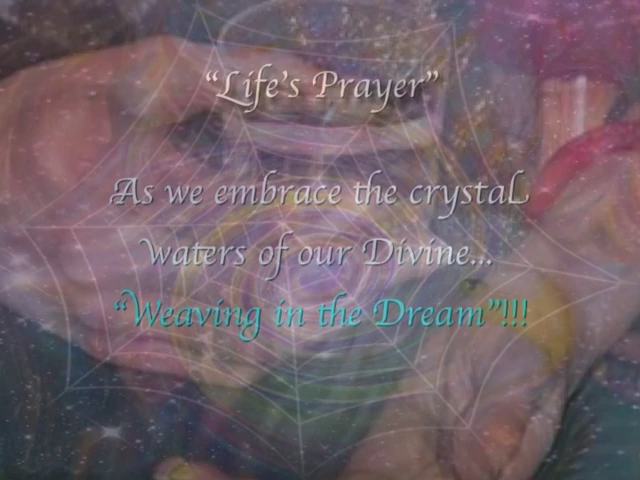 “Life's Prayer”
As we embrace the crystal
waters of our Divine...
“Weaving in the Dream”!!!